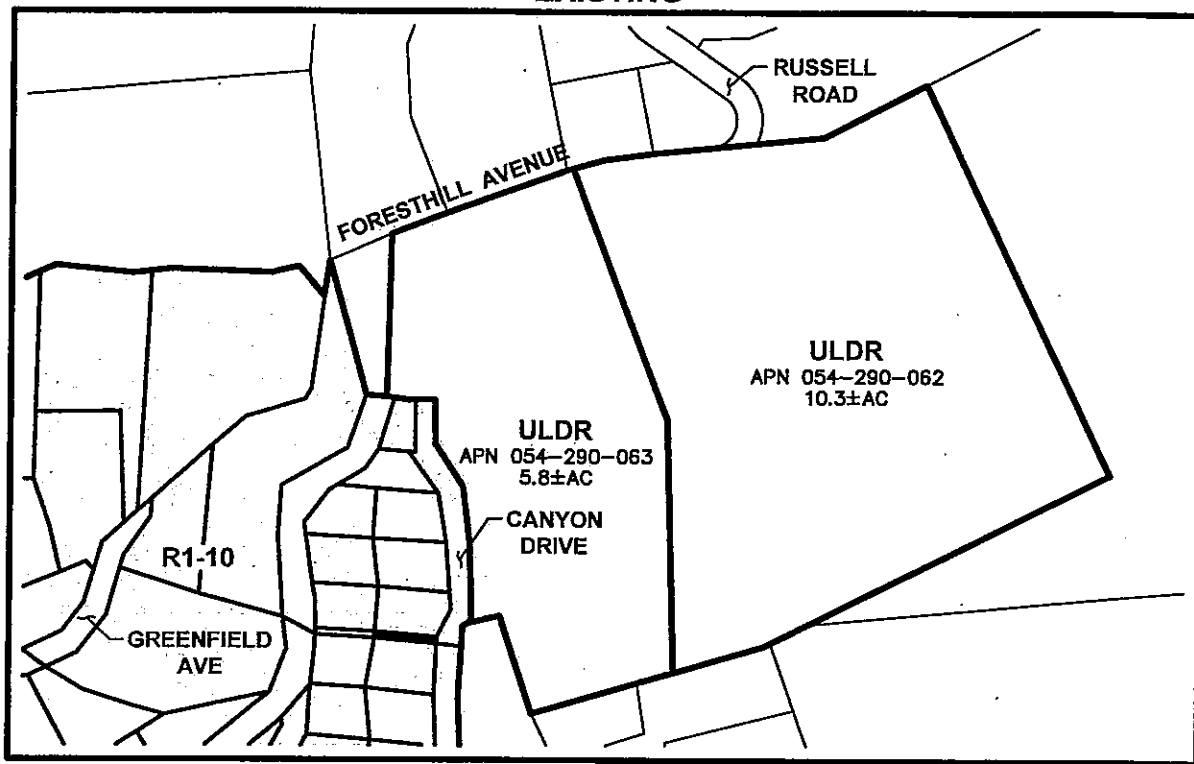 EXISTING
RUSSELL
ROAD
FORESTHILL AVENUE
ULDR
APN 054-290-062
10.3±AC
ULDR
APN 054-290-063
5.8±AC
CANYON
DRIVE
R1-10
GREENFIELD
AVE